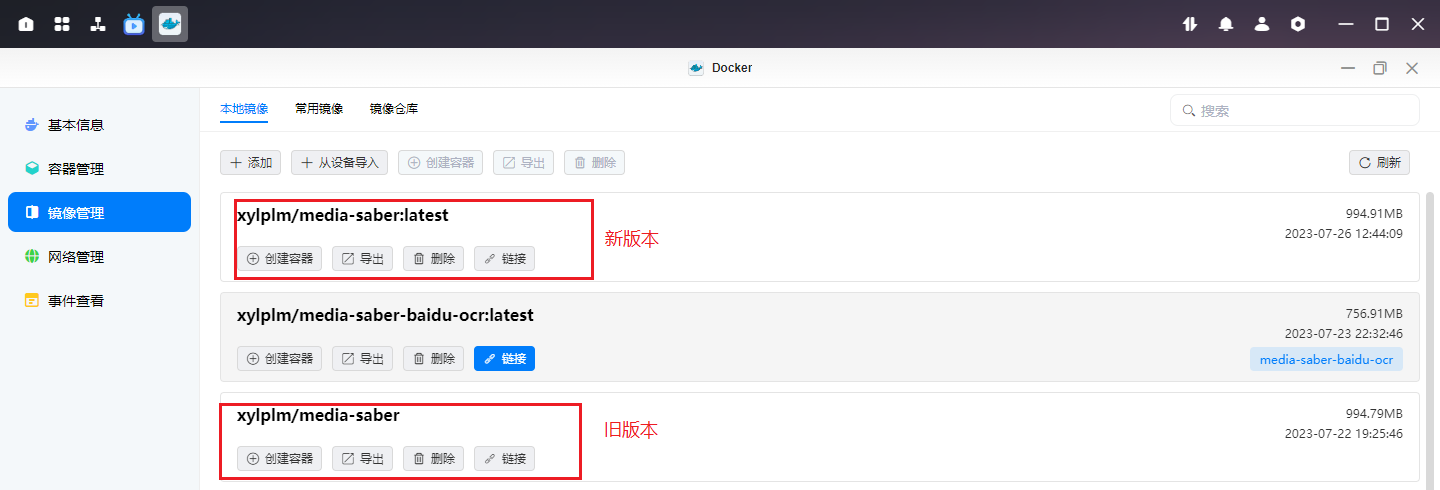 Docker
基本信息
容器管理
镜像管理
网络管理
事件查看
本地镜像 常用镜像 镜像仓库
搜索
添加 从设备导入 创建容器 导出 删除 刷新
xylplm/media-saber:latest
994.91MB
2023-07-26 12:44:09
创建容器 导出 删除 链接
新版本
xylplm/media-saber-baidu-ocr:latest
756.91MB
2023-07-23 22:32:46
创建容器 导出 删除 链接
media-saber-baidu-ocr
xylplm/media-saber
994.79MB
2023-07-22 19:25:46
创建容器 导出 删除 链接
旧版本